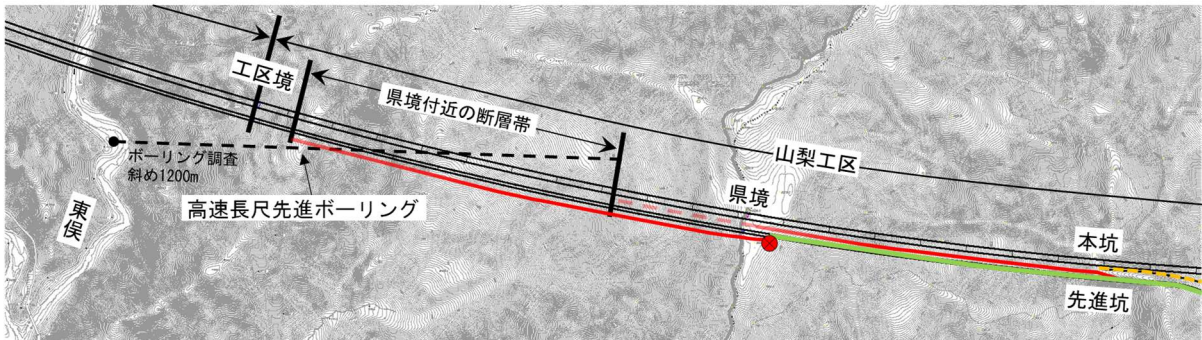 工区境
県境付近の断層帯
山梨工区
ボーリング調査
斜め1200m
高速長尺先進ボーリング
東俣
県境
本坑
先進坑